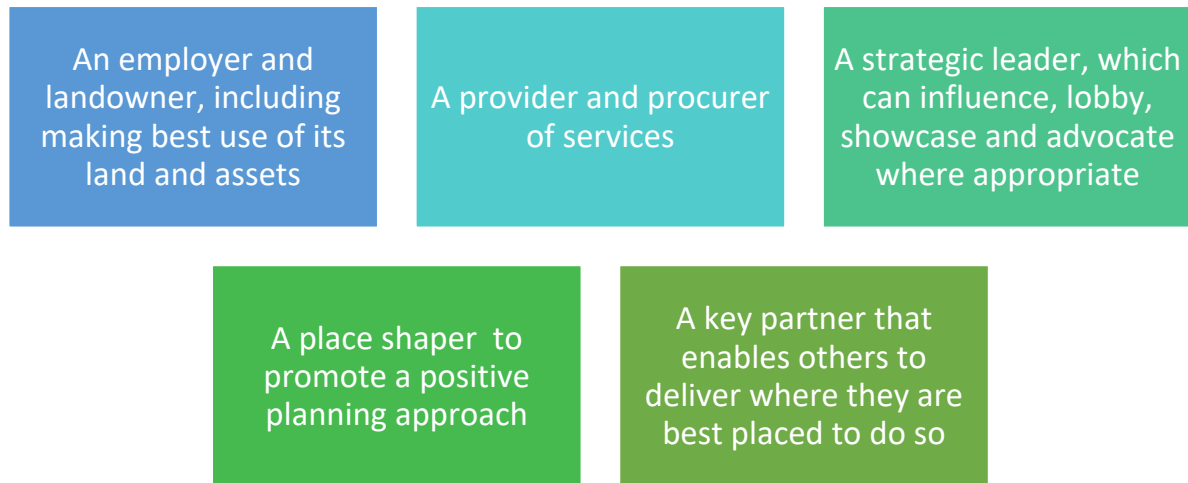 An employer and
landowner, including
making best use of its
land and assets
A provider and procurer
of services
A strategic leader, which
can influence, lobby,
showcase and advocate
where appropriate
A place shaper  to
promote a positive
planning approach
A key partner that
enables others to
deliver where they are
best placed to do so